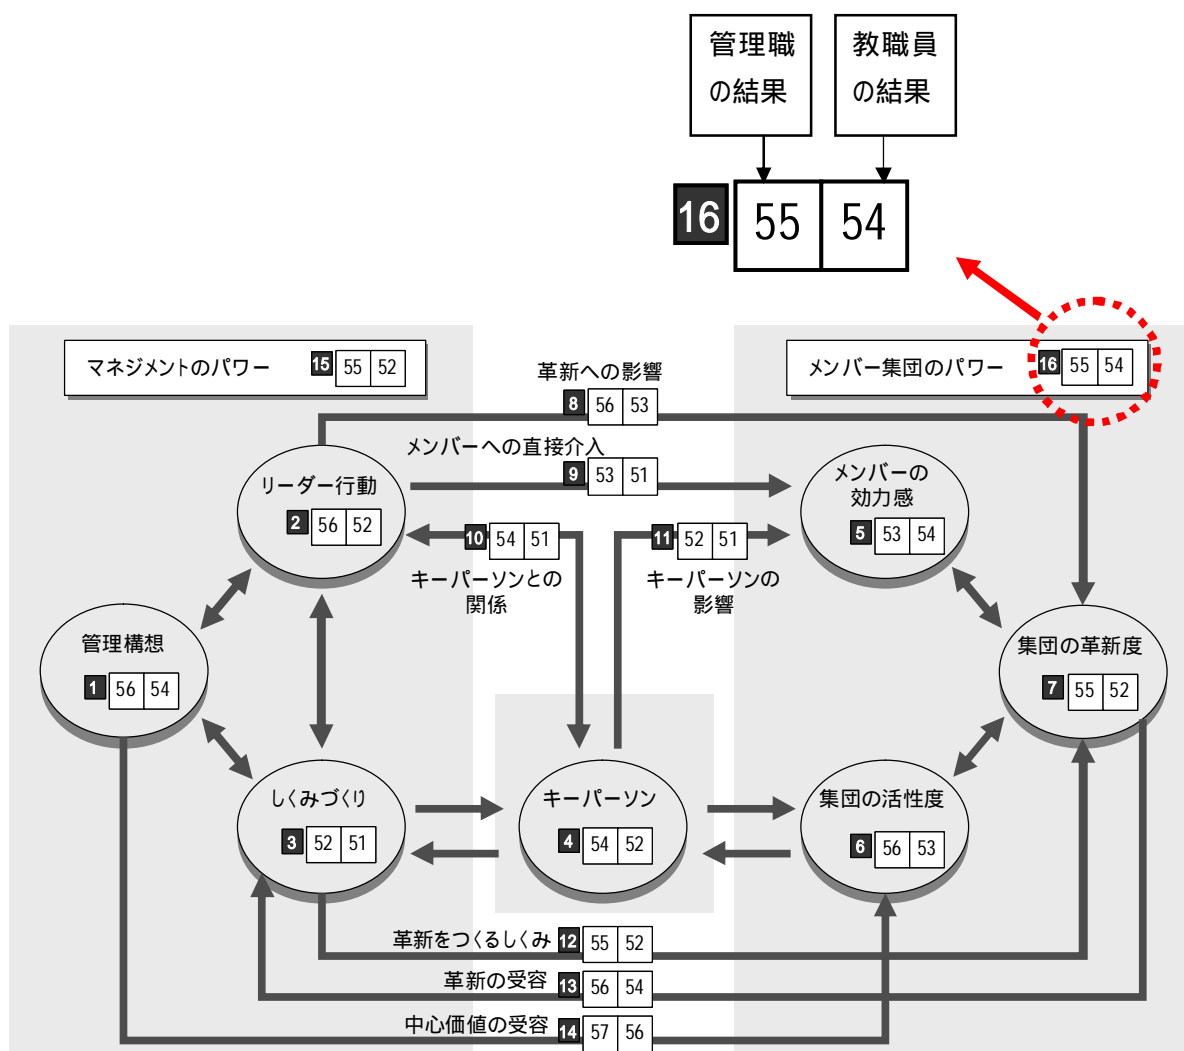 管理職
の結果
教職員
の結果
16 55 54
マネジメントのパワー 15 55 52
メンバー集団のパワー 16 55 54
革新への影響
8 56 53
メンバーへの直接介入
9 53 51
リーダー行動
2 56 52
メンバーの
効力感
5 53 54
10 54 51
キーパーソンとの
関係
11 52 51
キーパーソンの
影響
管理構想
1 56 54
集団の革新度
7 55 52
しくみづくり
3 52 51
キーパーソン
4 54 52
集団の活性度
6 56 53
革新をつくるしくみ 12 55 52
革新の受容 13 56 54
中心価値の受容 14 57 56